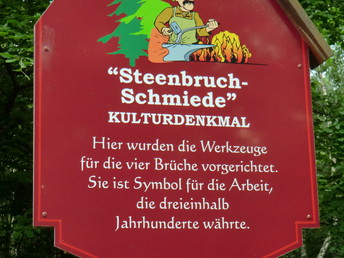 "Steenbruch-
Schmiede"
KULTURDENKMAL
Hier wurden die Werkzeuge
für die vier Brüche vorgerichtet.
Sie ist Symbol für die Arbeit,
die dreieinhalb
Jahrhunderte währte.